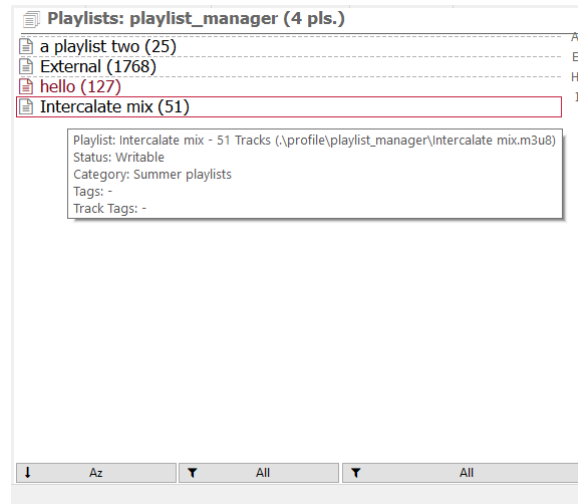 Playlists: playlist_manager (4 pls.)
a playlist two (25)
A
External (1768)
E
hello (127)
H
Intercalate mix (51)
I
Playlist: Intercalate mix - 51 Tracks (.\profile\playlist_manager\Intercalate mix.m3u8)
Status: Writable
Category: Summer playlists
Tags: -
Track Tags: -
Az All All